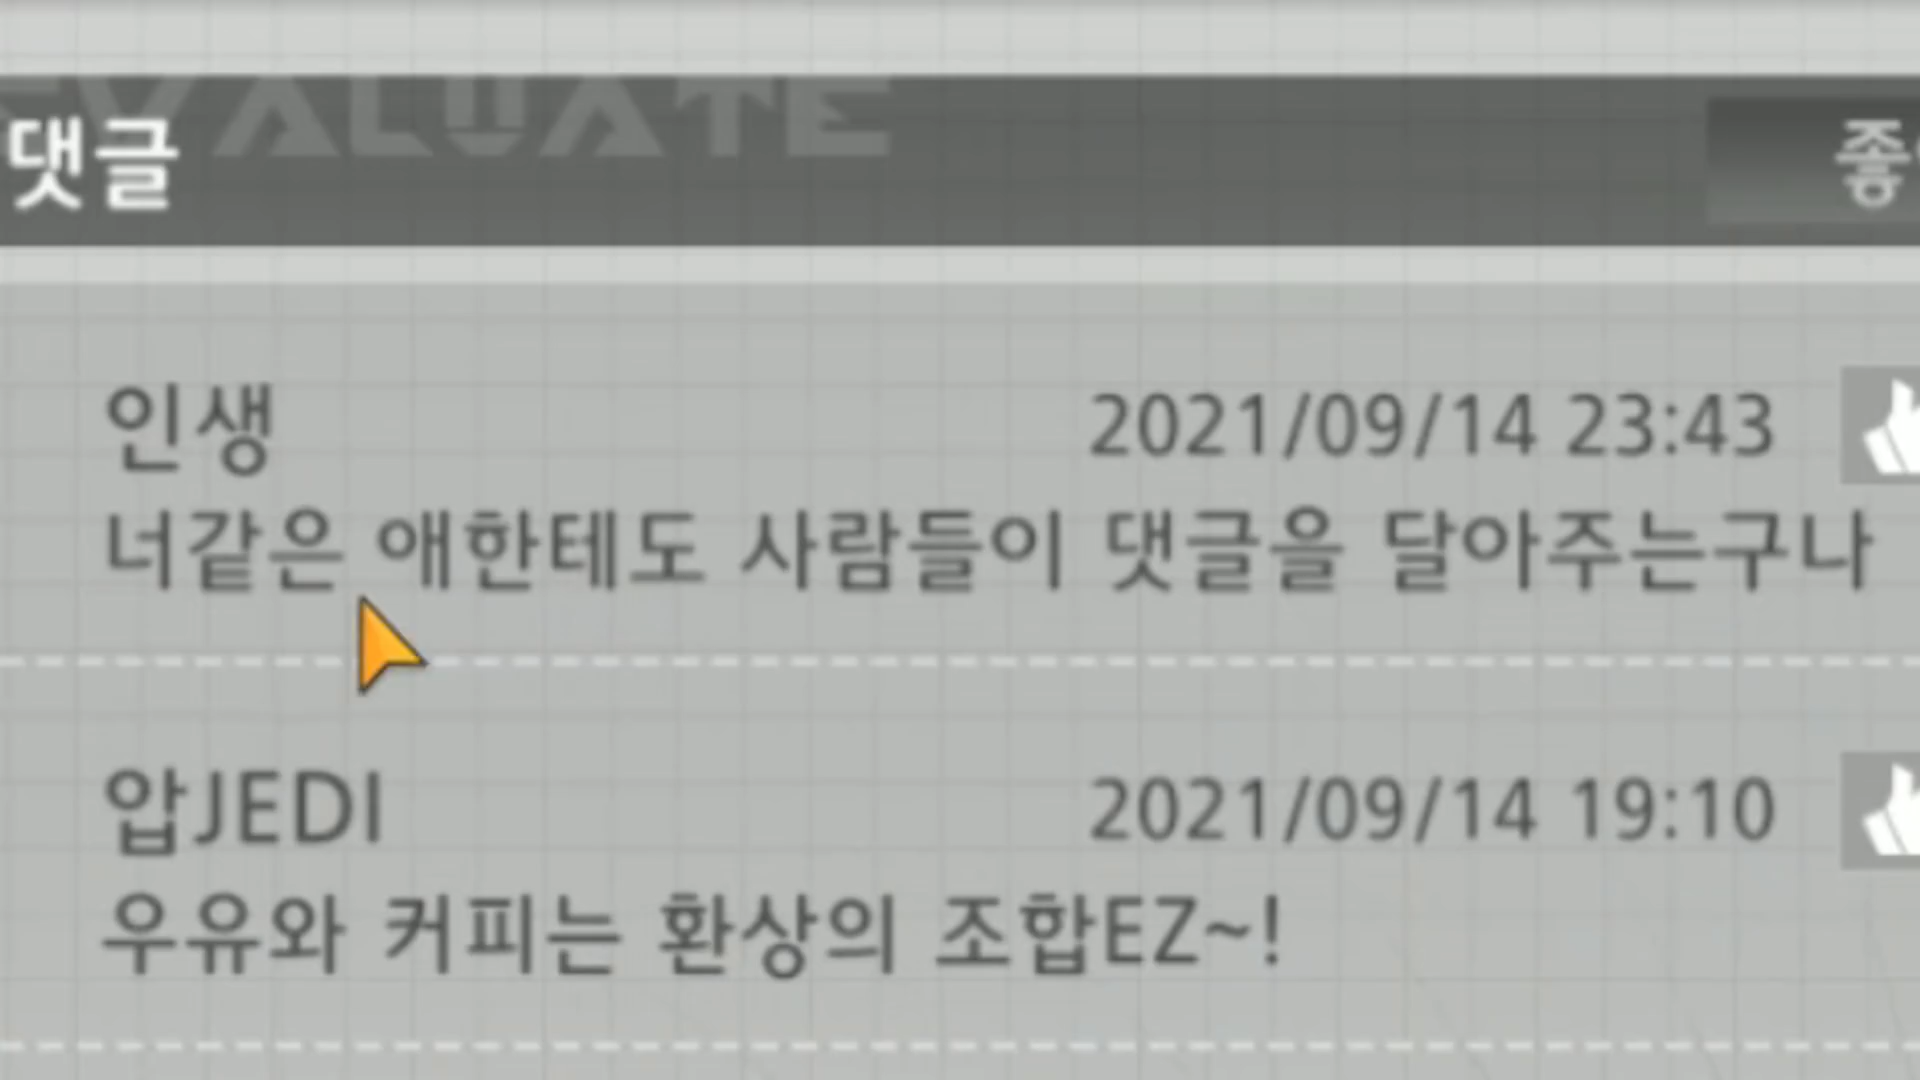 EVALUATE
댓글
인생 2021/09/14 23:43
너같은 애한테도 사람들이 댓글을 달아주는구나
압JEDI 2021/09/14 19:10
우유와 커피는 환상의 조합EZ~!